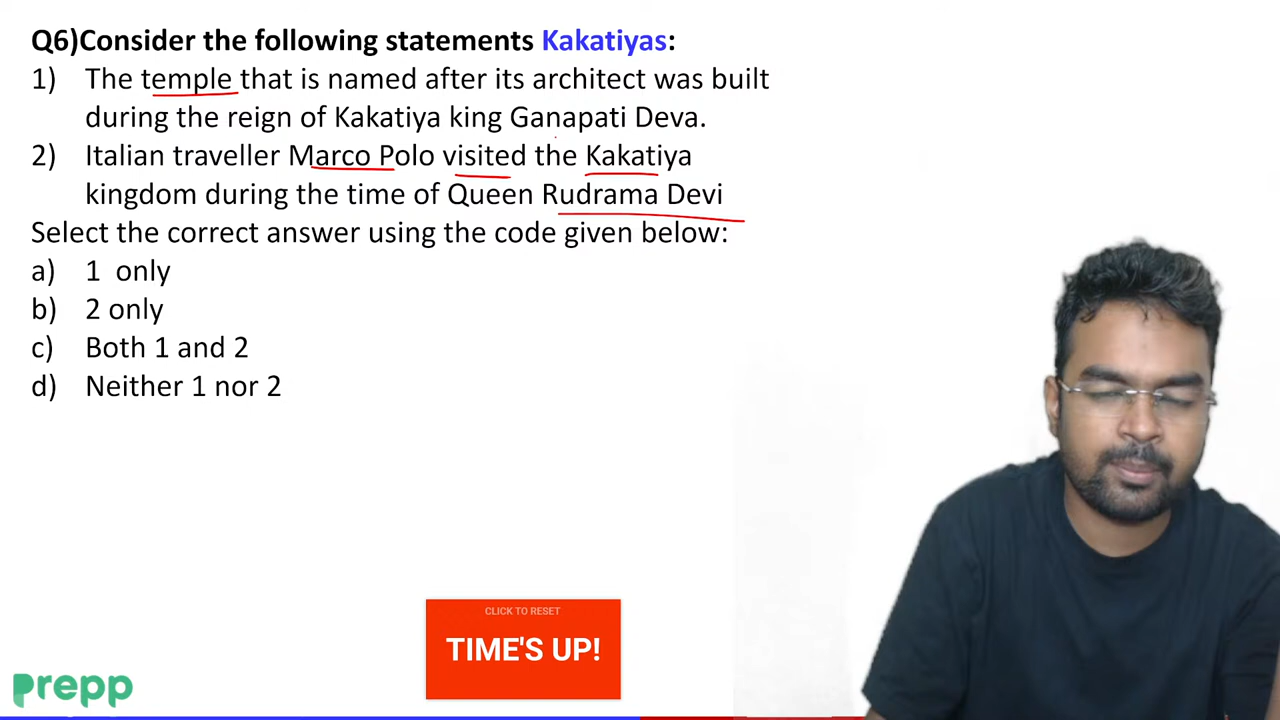 Q6)Consider the following statements Kakatiyas:
1) The temple that is named after its architect was built
during the reign of Kakatiya king Ganapati Deva.
2) Italian traveller Marco Polo visited the Kakatiya
kingdom during the time of Queen Rudrama Devi
Select the correct answer using the code given below:
a) 1 only
b) 2 only
c) Both 1 and 2
d) Neither 1 nor 2
CLICK TO RESET
TIME'S UP!
prepp